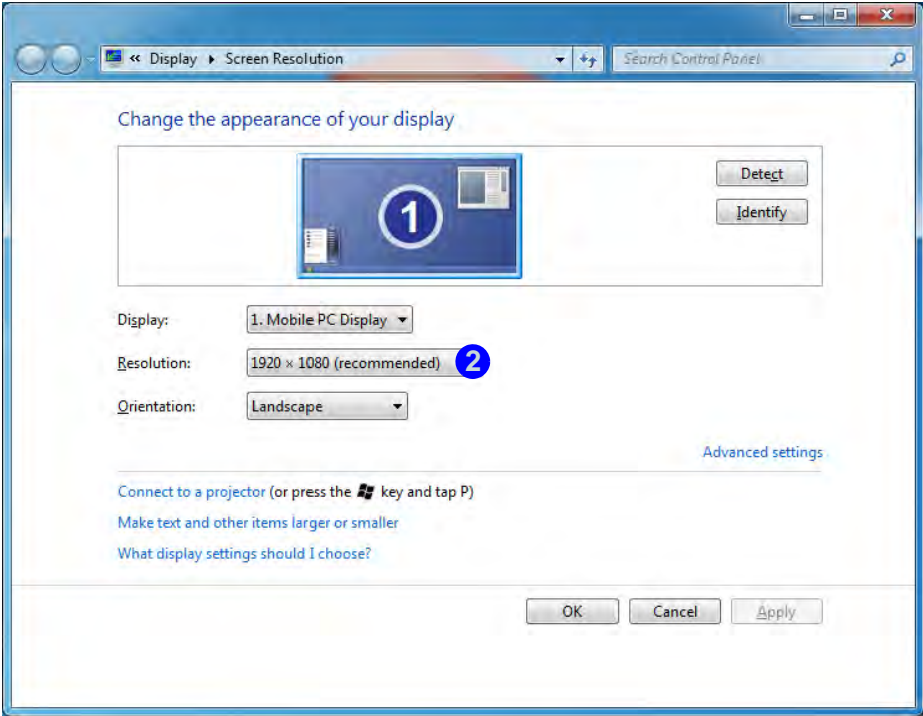 « Display ▸ Screen Resolution
Search Control Panel
Change the appearance of your display
1
Detect
Identify
Display: 1. Mobile PC Display
Resolution: 1920 × 1080 (recommended) 2
Orientation: Landscape
Advanced settings
Connect to a projector (or press the key and tap P)
Make text and other items larger or smaller
What display settings should I choose?
OK Cancel Apply